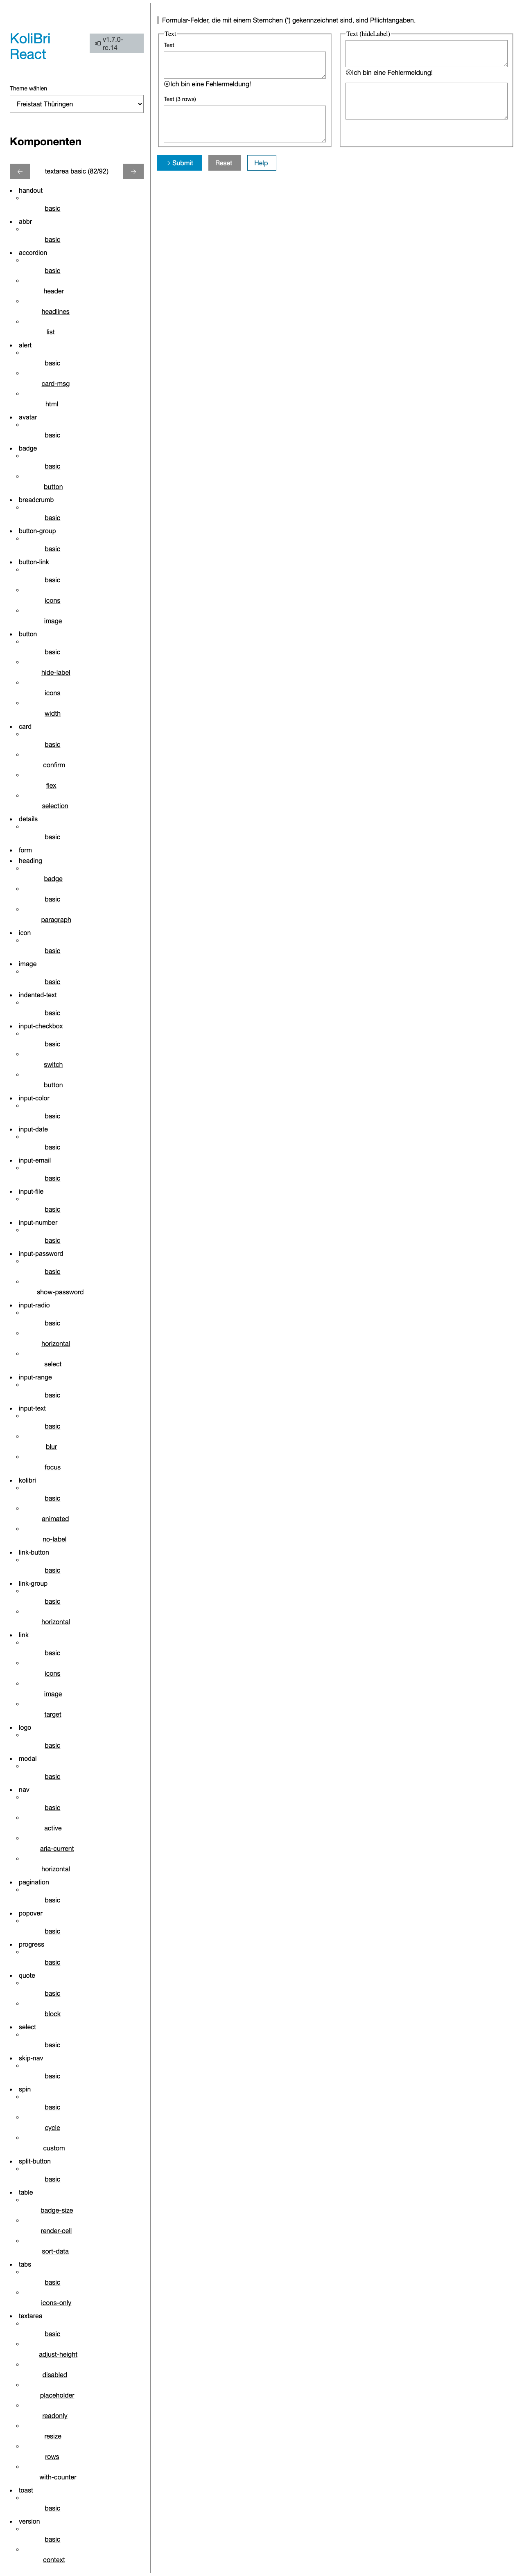 KoliBri
React
v1.7.0-
rc.14
Theme wählen
Freistaat Thüringen
Komponenten
textarea basic (82/92)
handout
basic
abbr
basic
accordion
basic
header
headlines
list
alert
basic
card-msg
html
avatar
basic
badge
basic
button
breadcrumb
basic
button-group
basic
button-link
basic
icons
image
button
basic
hide-label
icons
width
card
basic
confirm
flex
selection
details
basic
form
heading
badge
basic
paragraph
icon
basic
image
basic
indented-text
basic
input-checkbox
basic
switch
button
input-color
basic
input-date
basic
input-email
basic
input-file
basic
input-number
basic
input-password
basic
show-password
input-radio
basic
horizontal
select
input-range
basic
input-text
basic
blur
focus
kolibri
basic
animated
no-label
link-button
basic
link-group
basic
horizontal
link
basic
icons
image
target
logo
basic
modal
basic
nav
basic
active
aria-current
horizontal
pagination
basic
popover
basic
progress
basic
quote
basic
block
select
basic
skip-nav
basic
spin
basic
cycle
custom
split-button
basic
table
badge-size
render-cell
sort-data
tabs
basic
icons-only
textarea
basic
adjust-height
disabled
placeholder
readonly
resize
rows
with-counter
toast
basic
version
basic
context
Formular-Felder, die mit einem Sternchen (*) gekennzeichnet sind, sind Pflichtangaben.
Text
Text
Ich bin eine Fehlermeldung!
Text (3 rows)
Text (hideLabel)
Ich bin eine Fehlermeldung!
Submit
Reset
Help